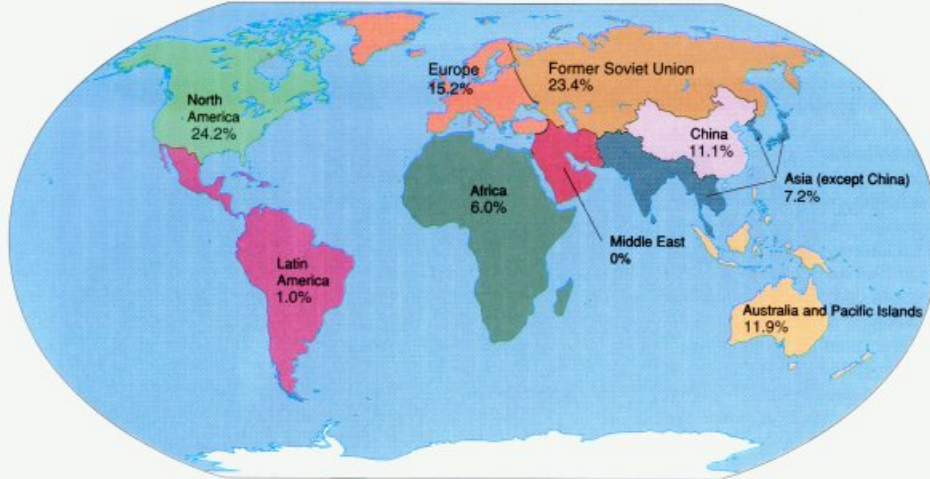 North
America
24.2%
Europe
15.2%
Former Soviet Union
23.4%
China
11.1%
Asia (except China)
7.2%
Africa
6.0%
Middle East
0%
Latin
America
1.0%
Australia and Pacific Islands
11.9%